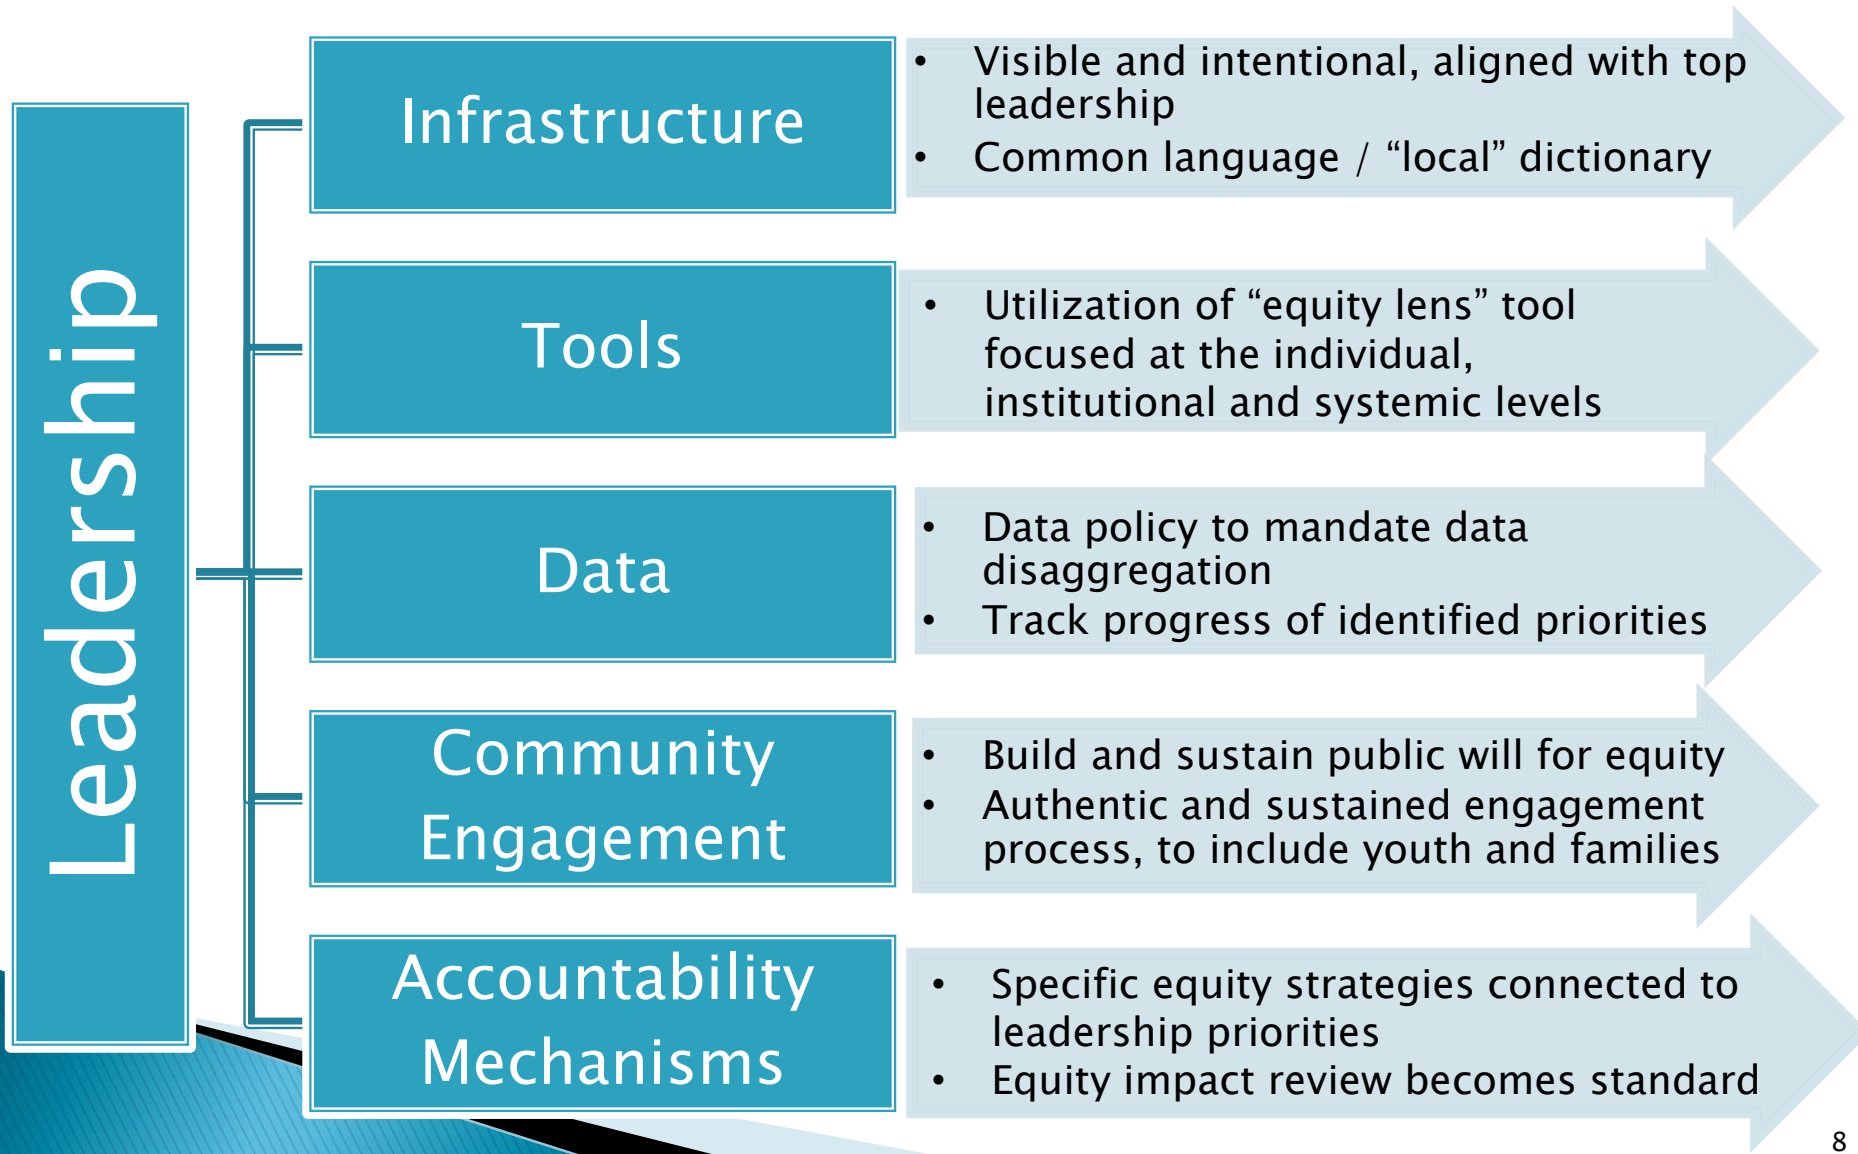 Leadership
Infrastructure
• Visible and intentional, aligned with top
leadership
• Common language / “local” dictionary
Tools
• Utilization of “equity lens” tool
focused at the individual,
institutional and systemic levels
Data
• Data policy to mandate data
disaggregation
• Track progress of identified priorities
Community
Engagement
• Build and sustain public will for equity
• Authentic and sustained engagement
process, to include youth and families
Accountability
Mechanisms
• Specific equity strategies connected to
leadership priorities
• Equity impact review becomes standard
8